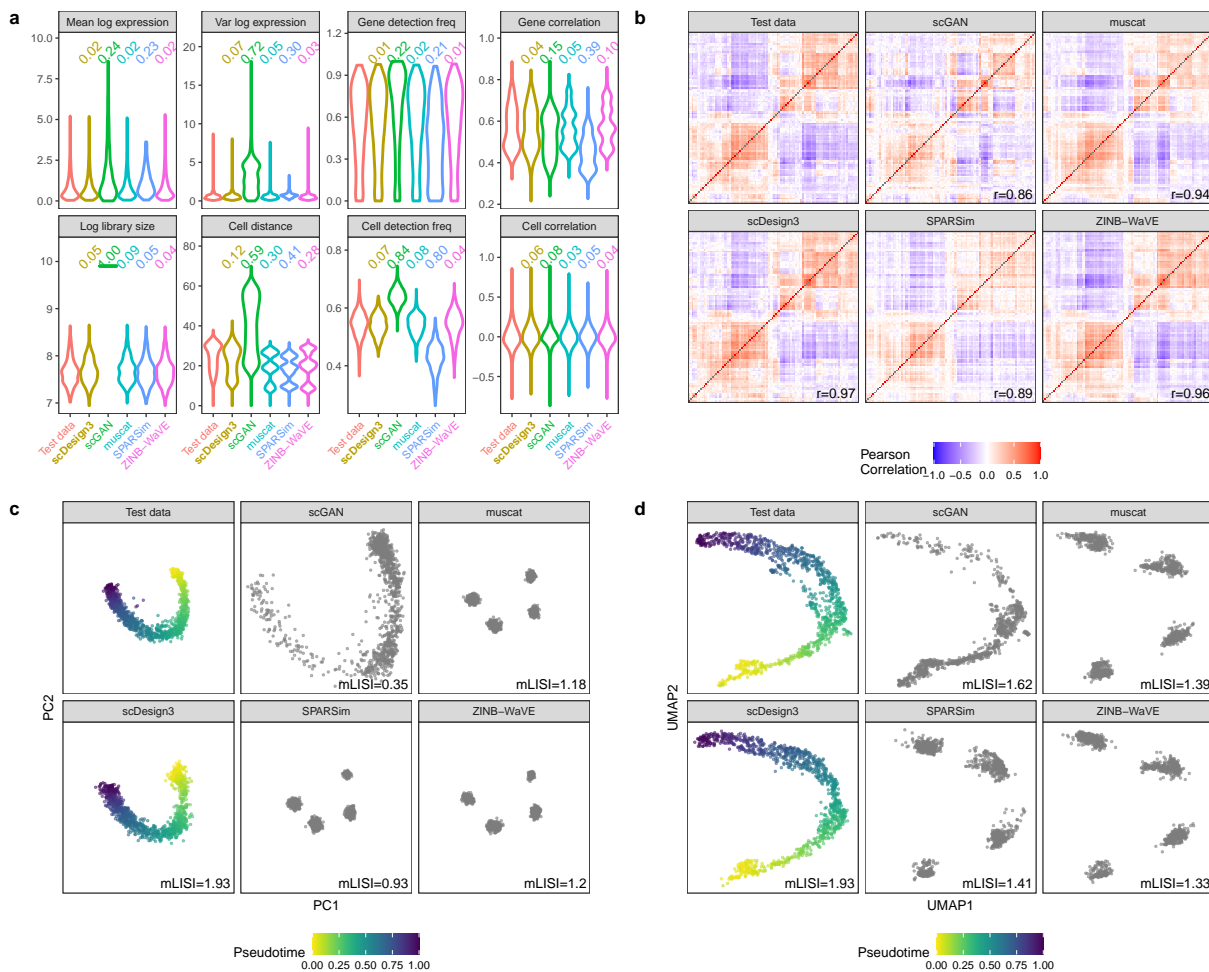 a
Mean log expression
Var log expression
Gene detection freq
Gene correlation
10.0
7.5
5.0
2.5
0.0
0.02
0.24
0.02
0.23
0.02
20
15
10
5
0
0.07
0.72
0.05
0.30
0.03
1.2
0.9
0.6
0.3
0.0
0.01
0.22
0.02
0.21
0.01
1.0
0.8
0.6
0.4
0.2
0.04
0.15
0.05
0.39
0.10
Log library size
Cell distance
Cell detection freq
Cell correlation
10
9
8
7
0.05
1.00
0.09
0.05
0.04
80
60
40
20
0
0.12
0.59
0.30
0.41
0.28
0.8
0.6
0.4
0.07
0.84
0.08
0.80
0.04
1.0
0.5
0.0
−0.5
0.06
0.08
0.03
0.05
0.04
Test data
scDesign3
scGAN
muscat
SPARSim
ZINB−WaVE
Test data
scDesign3
scGAN
muscat
SPARSim
ZINB−WaVE
Test data
scDesign3
scGAN
muscat
SPARSim
ZINB−WaVE
Test data
scDesign3
scGAN
muscat
SPARSim
ZINB−WaVE
b
Test data
scGAN
muscat
r=0.86
r=0.94
scDesign3
SPARSim
ZINB−WaVE
r=0.97
r=0.89
r=0.96
Pearson
Correlation
−1.0 −0.5 0.0 0.5 1.0
c
Test data
scGAN
muscat
mLISI=0.35
mLISI=1.18
scDesign3
SPARSim
ZINB−WaVE
mLISI=1.93
mLISI=0.93
mLISI=1.2
PC2
PC1
Pseudotime
0.00 0.25 0.50 0.75 1.00
d
Test data
scGAN
muscat
mLISI=1.62
mLISI=1.39
scDesign3
SPARSim
ZINB−WaVE
mLISI=1.93
mLISI=1.41
mLISI=1.33
UMAP2
UMAP1
Pseudotime
0.00 0.25 0.50 0.75 1.00